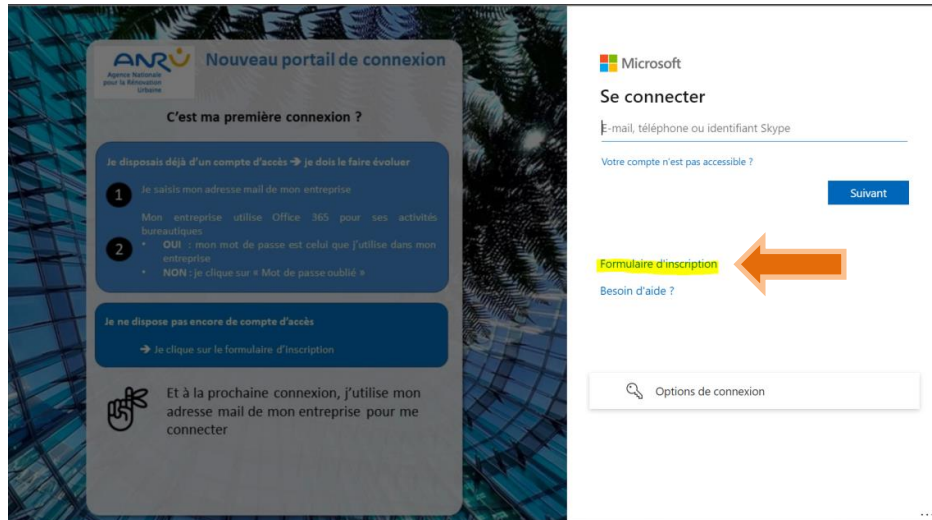 ANRU
Agence Nationale
pour la Rénovation
Urbaine
Nouveau portail de connexion
C'est ma première connexion ?
Je disposais déjà d'un compte d'accès → je dois le faire évoluer
1 Je saisis mon adresse mail de mon entreprise
Mon entreprise utilise Office 365 pour ses activités
bureautiques
2
• OUI : mon mot de passe est celui que j'utilise dans mon
entreprise
• NON : je clique sur « Mot de passe oublié »
Je ne dispose pas encore de compte d'accès
→ Je clique sur le formulaire d'inscription
Et à la prochaine connexion, j'utilise mon
adresse mail de mon entreprise pour me
connecter
Microsoft
Se connecter
E-mail, téléphone ou identifiant Skype
Votre compte n'est pas accessible ?
Suivant
Formulaire d'inscription
Besoin d'aide ?
Options de connexion
...